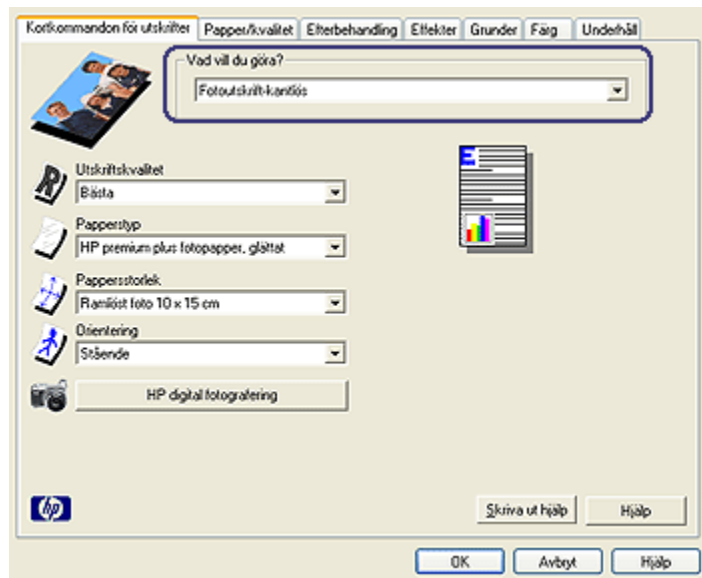 Kortkommandon för utskrifter Papper/kvalitet Efterbehandling Effekter Grunder Färg Underhåll
Vad vill du göra?
Fotoutskrift-kantlös
Utskriftskvalitet
Bästa
Papperstyp
HP premium plus fotopapper, glättat
Pappersstorlek
Ramlöst foto 10 x 15 cm
Orientering
Stående
HP digital fotografering
hp
Skriva ut hjälp Hjälp
OK Avbryt Hjälp